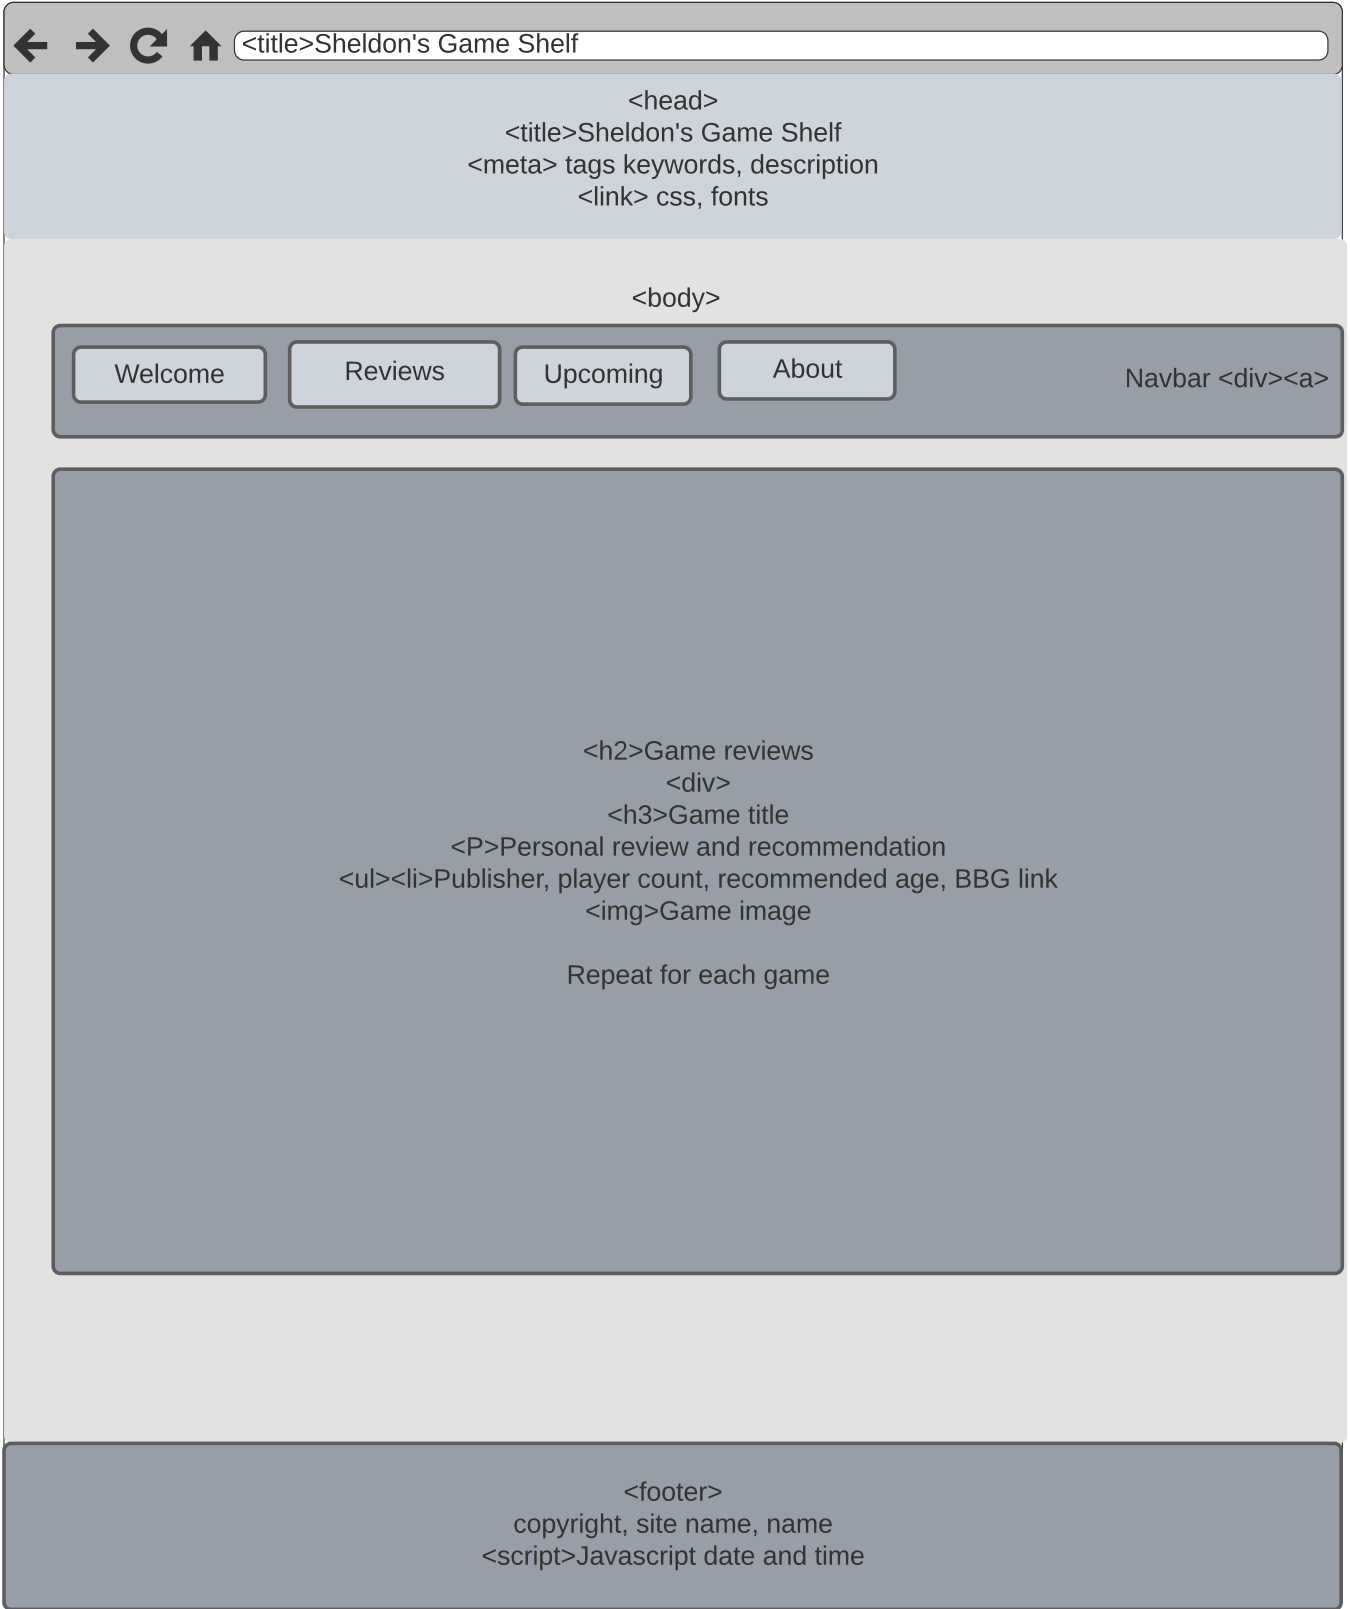 <title>Sheldon's Game Shelf
<head>
<title>Sheldon's Game Shelf
<meta> tags keywords, description
<link> css, fonts
<body>
Welcome
Reviews
Upcoming
About
Navbar <div><a>
<h2>Game reviews
<div>
<h3>Game title
<P>Personal review and recommendation
<ul><li>Publisher, player count, recommended age, BBG link
<img>Game image
Repeat for each game
<footer>
copyright, site name, name
<script>Javascript date and time